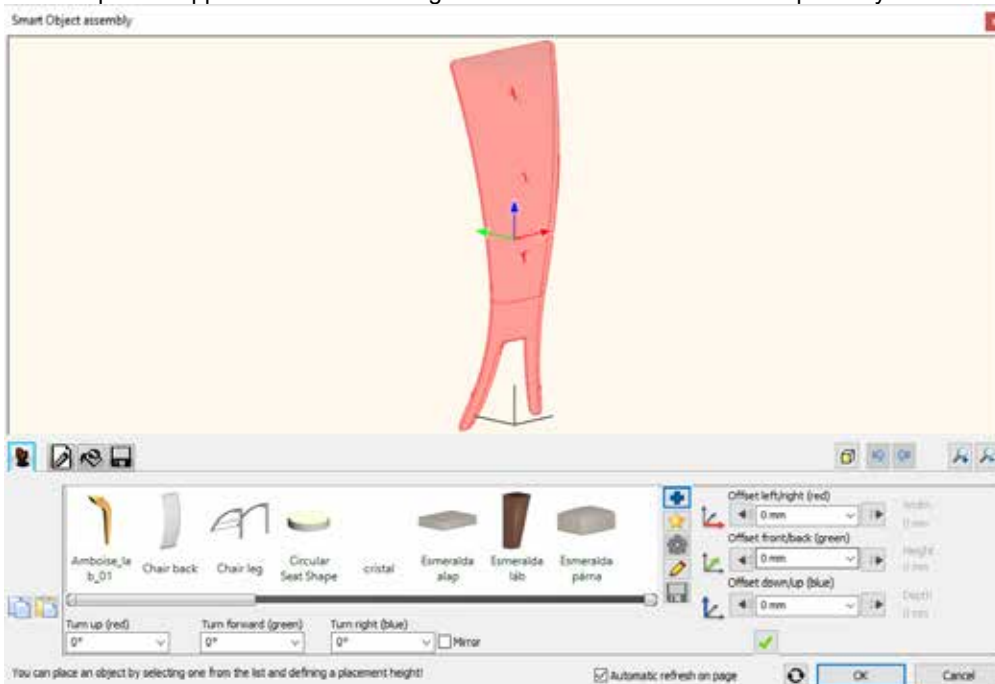 Smart Object assembly
Amboise_la
b_01
Chair back
Chair leg
Circular
Seat Shape
cristal
Esmeralda
alap
Esmeralda
láb
Esmeralda
párna
Offset left/right (red)
0 mm
Offset front/back (green)
0 mm
Offset down/up (blue)
0 mm
Width
0 mm
Height
0 mm
Depth
0 mm
Turn up (red)
0°
Turn forward (green)
0°
Turn right (blue)
0°
Mirror
You can place an object by selecting one from the list and defining a placement height!
Automatic refresh on page
OK
Cancel